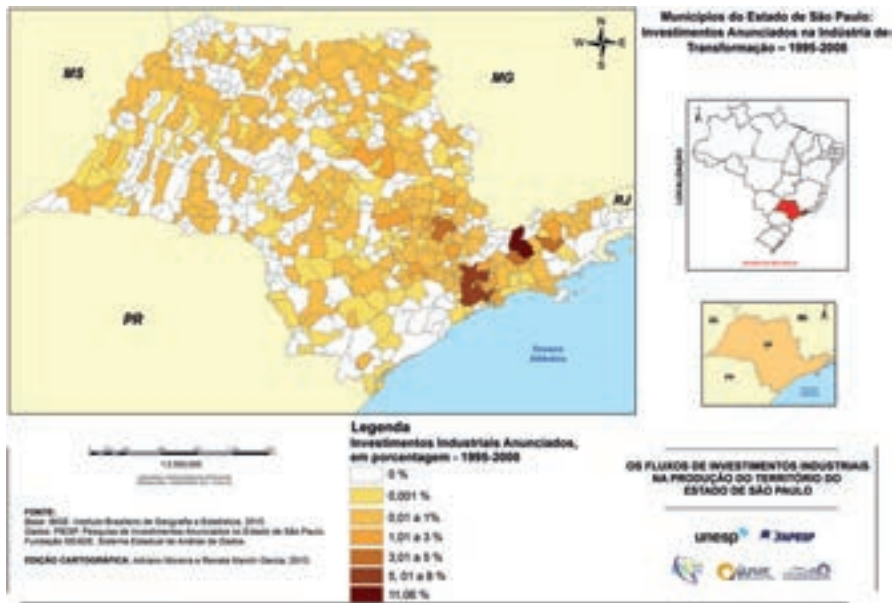 Municípios do Estado de São Paulo:
Investimentos Anunciados na Indústria de
Transformação – 1995-2008
N
W E
S
MS
MG
RJ
PR
Oceano
Atlântico
LOCALIZAÇÃO
SP
Legenda
Investimentos Industriais Anunciados,
em porcentagem - 1995-2008
0 %
0,001 %
0,01 a 1%
1,01 a 3 %
3,01 a 5 %
5, 01 a 8 %
11,06 %
FONTE:
Base: IBGE. Instituto Brasileiro de Geografia e Estatística, 2010.
Dados: PIESP. Pesquisa de Investimentos Anunciados no Estado de São Paulo.
Fundação SEADE. Sistema Estadual de Análise de Dados.
EDIÇÃO CARTOGRÁFICA: Adriano Moreira e Renata Garcia, 2010.
OS FLUXOS DE INVESTIMENTOS INDUSTRIAIS
NA PRODUÇÃO DO TERRITÓRIO DO
ESTADO DE SÃO PAULO
unesp
FAPESP